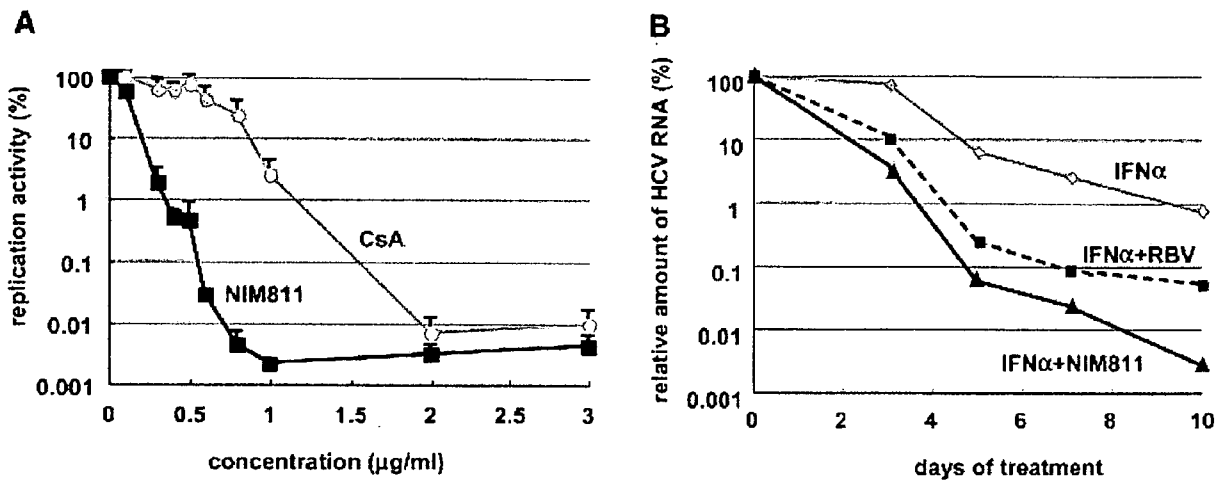 A
replication activity (%)
100
10
1
0.1
0.01
0.001
CsA
NIM811
0 0.5 1 1.5 2 2.5 3
concentration (µg/ml)
B
relative amount of HCV RNA (%)
100
10
1
0.1
0.01
0.001
IFNα
IFNα+RBV
IFNα+NIM811
0 2 4 6 8 10
days of treatment